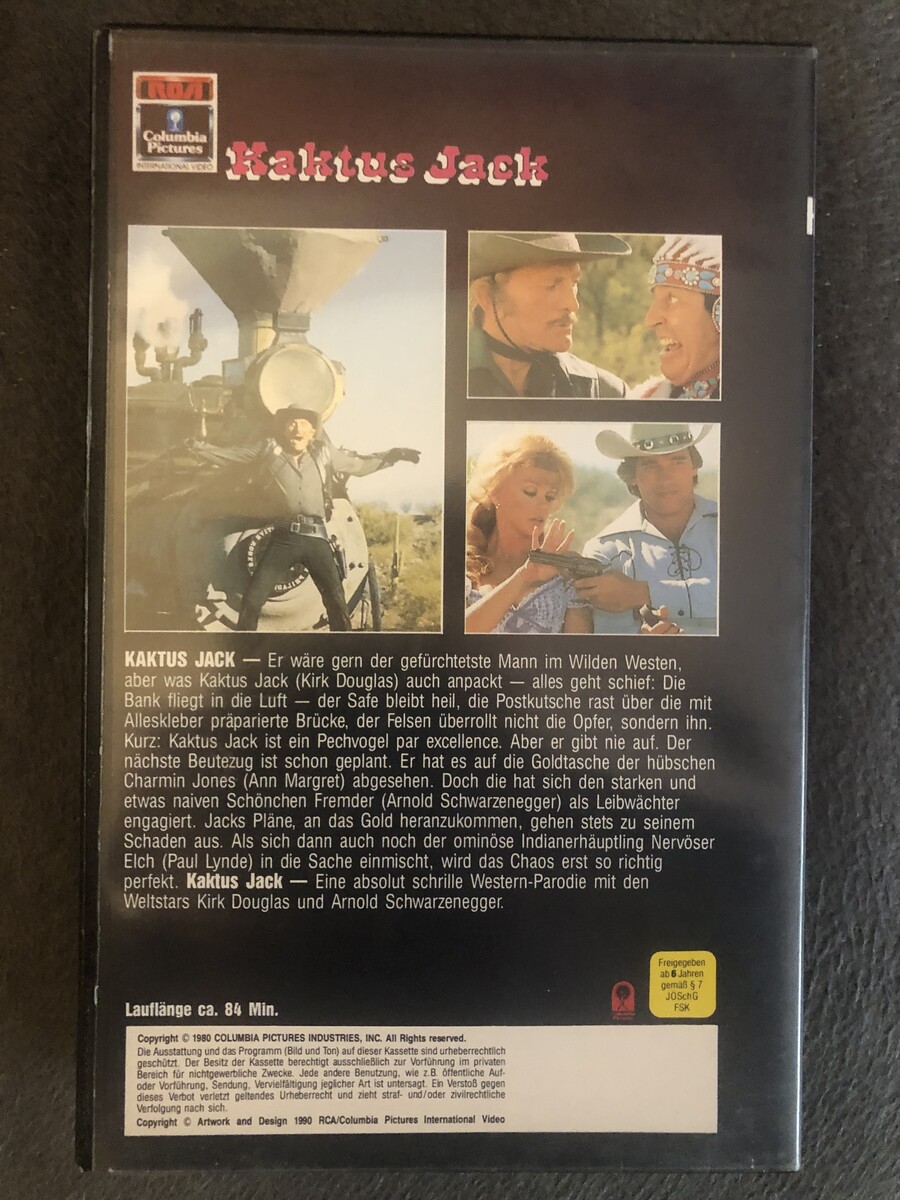 RCA
Columbia
Pictures
INTERNATIONAL VIDEO
Kaktus Jack
KAKTUS JACK — Er wäre gern der gefürchtetste Mann im Wilden Westen,
aber was Kaktus Jack (Kirk Douglas) auch anpackt — alles geht schief: Die
Bank fliegt in die Luft — der Safe bleibt heil, die Postkutsche rast über die mit
Alleskleber präparierte Brücke, der Felsen überrollt nicht die Opfer, sondern ihn.
Kurz: Kaktus Jack ist ein Pechvogel par excellence. Aber er gibt nie auf. Der
nächste Beutezug ist schon geplant. Er hat es auf die Goldtasche der hübschen
Charmin Jones (Ann Margret) abgesehen. Doch die hat sich den starken und
etwas naiven Schönchen Fremder (Arnold Schwarzenegger) als Leibwächter
engagiert. Jacks Pläne, an das Gold heranzukommen, gehen stets zu seinem
Schaden aus. Als sich dann auch noch der ominöse Indianerhäuptling Nervöser
Elch (Paul Lynde) in die Sache einmischt, wird das Chaos erst so richtig
perfekt. Kaktus Jack — Eine absolut schrille Western-Parodie mit den
Weltstars Kirk Douglas und Arnold Schwarzenegger.
Freigegeben
ab 6 Jahren
gemäß § 7
JÖSchG
FSK
Lauflänge ca. 84 Min.
Copyright © 1980 COLUMBIA PICTURES INDUSTRIES, INC. All Rights reserved.
Die Ausstattung und das Programm (Bild und Ton) auf dieser Kassette sind urheberrechtlich
geschützt. Der Besitz der Kassette berechtigt ausschließlich zur Vorführung im privaten
Bereich für nichtgewerbliche Zwecke. Jede andere Benutzung, wie z.B. öffentliche Auf-
oder Vorführung, Sendung, Vervielfältigung jeglicher Art ist untersagt. Ein Verstoß gegen
dieses Verbot verletzt geltendes Urheberrecht und zieht straf- und/oder zivilrechtliche
Verfolgung nach sich.
Copyright © Artwork and Design 1990 RCA/Columbia Pictures International Video